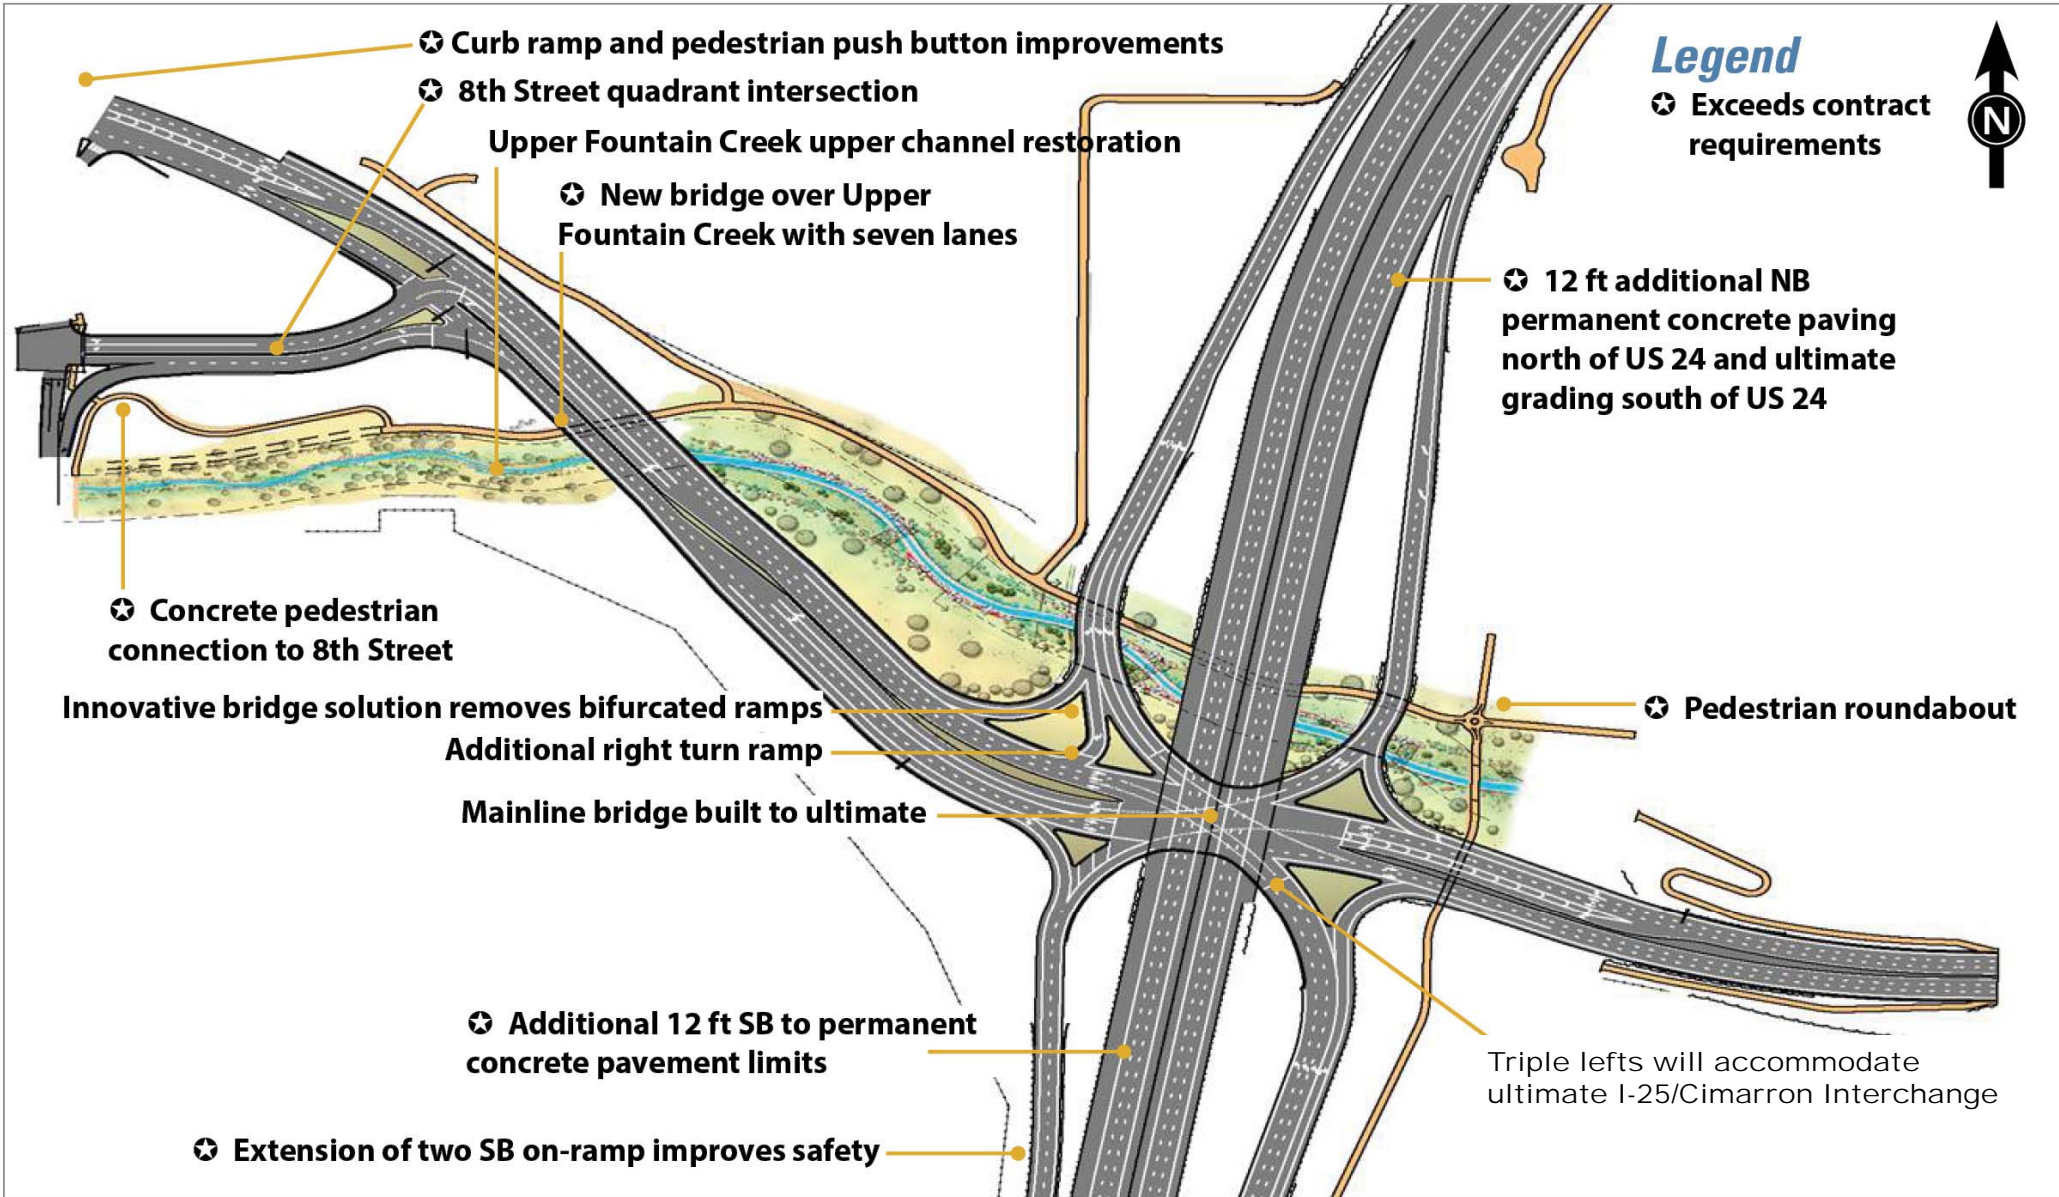 ✪ Curb ramp and pedestrian push button improvements
✪ 8th Street quadrant intersection
Upper Fountain Creek upper channel restoration
✪ New bridge over Upper
Fountain Creek with seven lanes
Legend
✪ Exceeds contract
requirements
N
✪ 12 ft additional NB
permanent concrete paving
north of US 24 and ultimate
grading south of US 24
✪ Concrete pedestrian
connection to 8th Street
Innovative bridge solution removes bifurcated ramps
Additional right turn ramp
Mainline bridge built to ultimate
✪ Pedestrian roundabout
✪ Additional 12 ft SB to permanent
concrete pavement limits
Triple lefts will accommodate
ultimate I-25/Cimarron Interchange
✪ Extension of two SB on-ramp improves safety